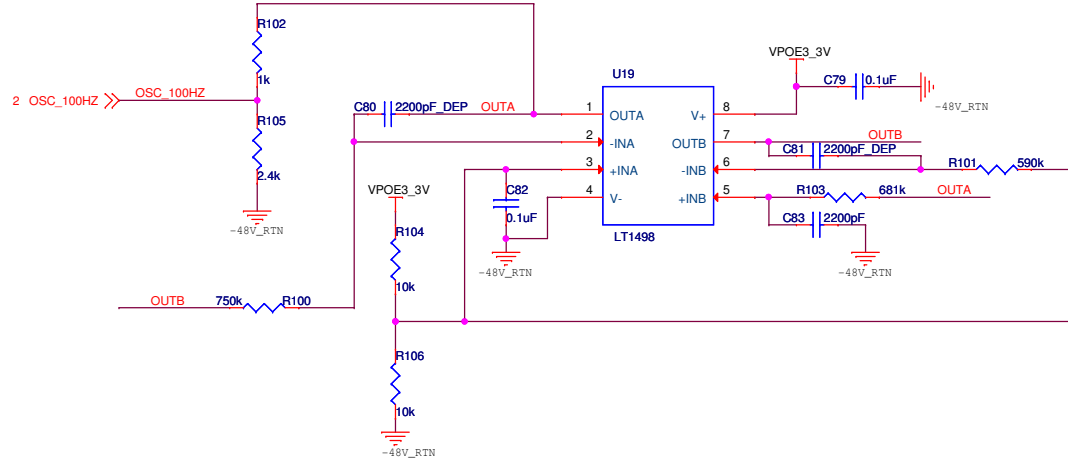 R102
1k
2 OSC_100HZ
OSC_100HZ
R105
2.4k
-48V_RTN
C80 2200pF_DEP OUTA
U19
1 OUTA
2 -INA
3 +INA
4 V-
V+ 8
OUTB 7
-INB 6
+INB 5
LT1498
VPOE3_3V
C79 0.1uF
-48V_RTN
OUTB
C81 2200pF_DEP
R101 590k
R103 681k OUTA
C83 2200pF
-48V_RTN
C82
0.1uF
-48V_RTN
VPOE3_3V
R104
10k
OUTB 750k R100
R106
10k
-48V_RTN